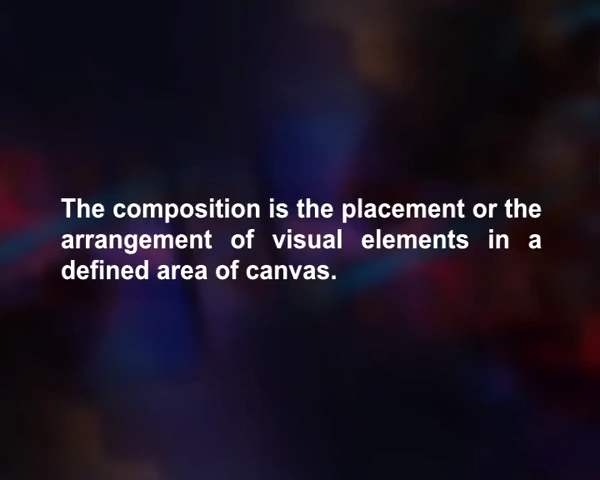 The composition is the placement or the
arrangement of visual elements in a
defined area of canvas.